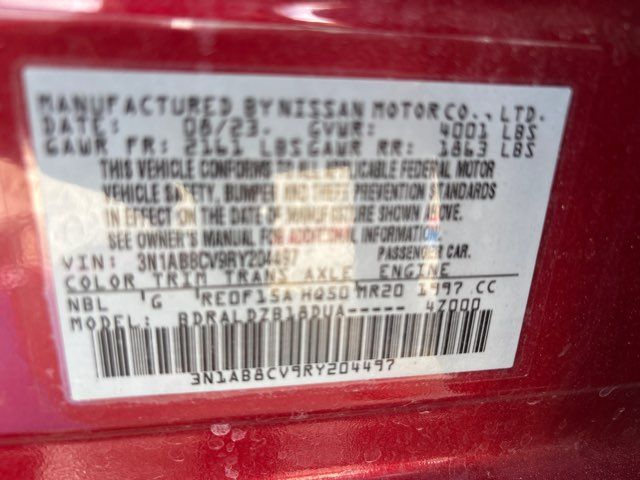 MANUFACTURED BY NISSAN MOTOR CO., LTD.
DATE: 08/23. GVWR: 4001 LBS
GAWR FR: 2161 LBS GAWR RR: 1863 LBS
THIS VEHICLE CONFORMS TO ALL APPLICABLE FEDERAL MOTOR
VEHICLE SAFETY, BUMPER AND THEFT PREVENTION STANDARDS
IN EFFECT ON THE DATE OF MANUFACTURE SHOWN ABOVE.
SEE OWNER'S MANUAL FOR ADDITIONAL INFORMATION.
VIN: 3N1AB8CV9RY204497 PASSENGER CAR.
COLOR TRIM TRANS AXLE ENGINE
NBL G RE0F15A HQ50 MR20 1997 CC
MODEL: BDRALDZB18DUA----- 4Z000
3N1AB8CV9RY204497